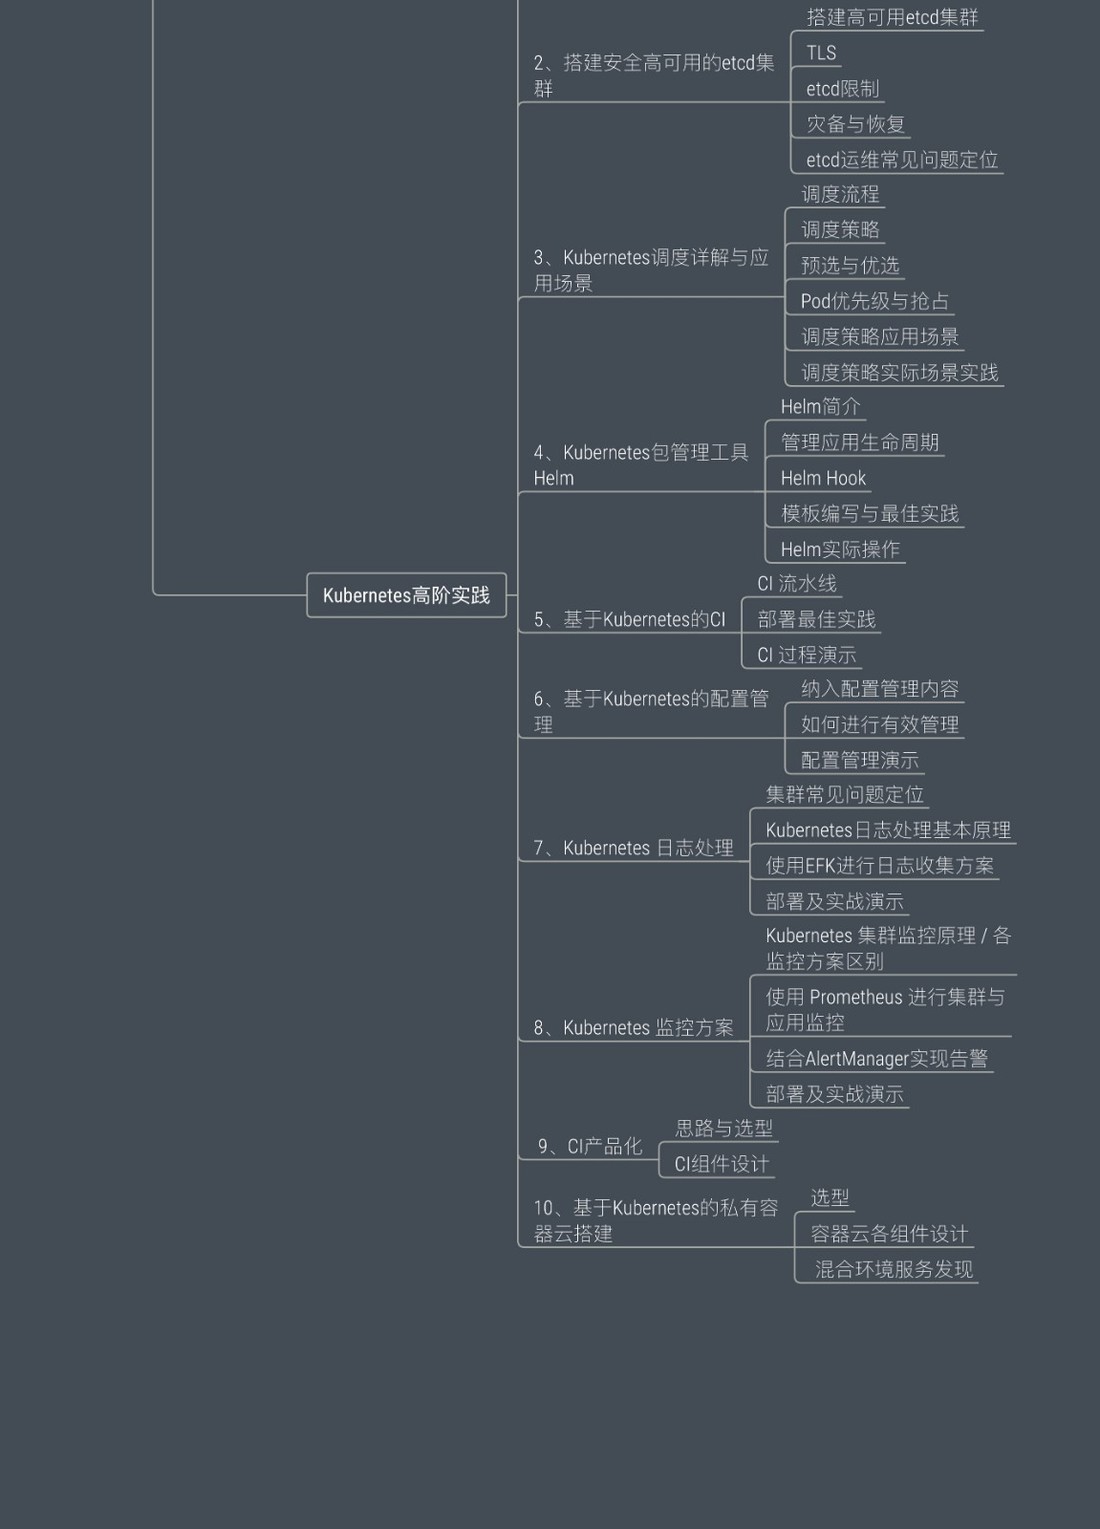 搭建高可用etcd集群
2、搭建安全高可用的etcd集
群
TLS
etcd限制
灾备与恢复
etcd运维常见问题定位
调度流程
调度策略
3、Kubernetes调度详解与应
用场景
预选与优选
Pod优先级与抢占
调度策略应用场景
调度策略实际场景实践
Helm简介
管理应用生命周期
4、Kubernetes包管理工具
Helm
Helm Hook
模板编写与最佳实践
Helm实际操作
Kubernetes高阶实践
CI 流水线
5、基于Kubernetes的CI
部署最佳实践
CI 过程演示
纳入配置管理内容
6、基于Kubernetes的配置管
理
如何进行有效管理
配置管理演示
集群常见问题定位
Kubernetes日志处理基本原理
7、Kubernetes 日志处理
使用EFK进行日志收集方案
部署及实战演示
Kubernetes 集群监控原理 / 各
监控方案区别
使用 Prometheus 进行集群与
应用监控
8、Kubernetes 监控方案
结合AlertManager实现告警
部署及实战演示
思路与选型
9、CI产品化
CI组件设计
选型
10、基于Kubernetes的私有容
器云搭建
容器云各组件设计
混合环境服务发现